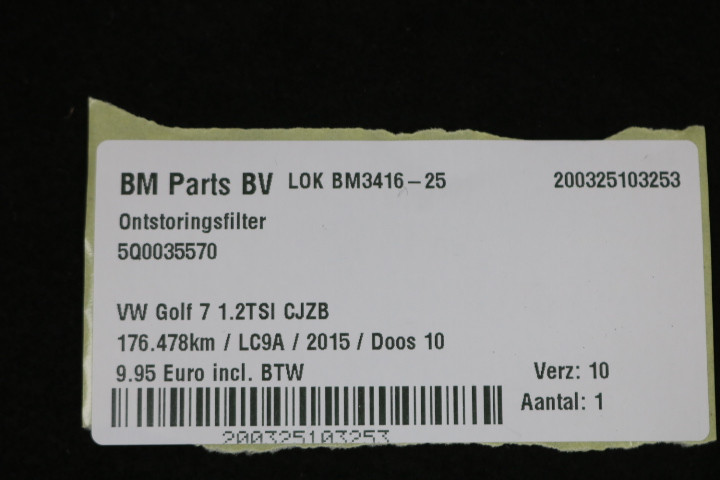 BM Parts BV LOK BM3416-25 200325103253
Ontstoringsfilter
5Q0035570
VW Golf 7 1.2TSI CJZB
176.478km / LC9A / 2015 / Doos 10
9.95 Euro incl. BTW Verz: 10
Aantal: 1
200325103253